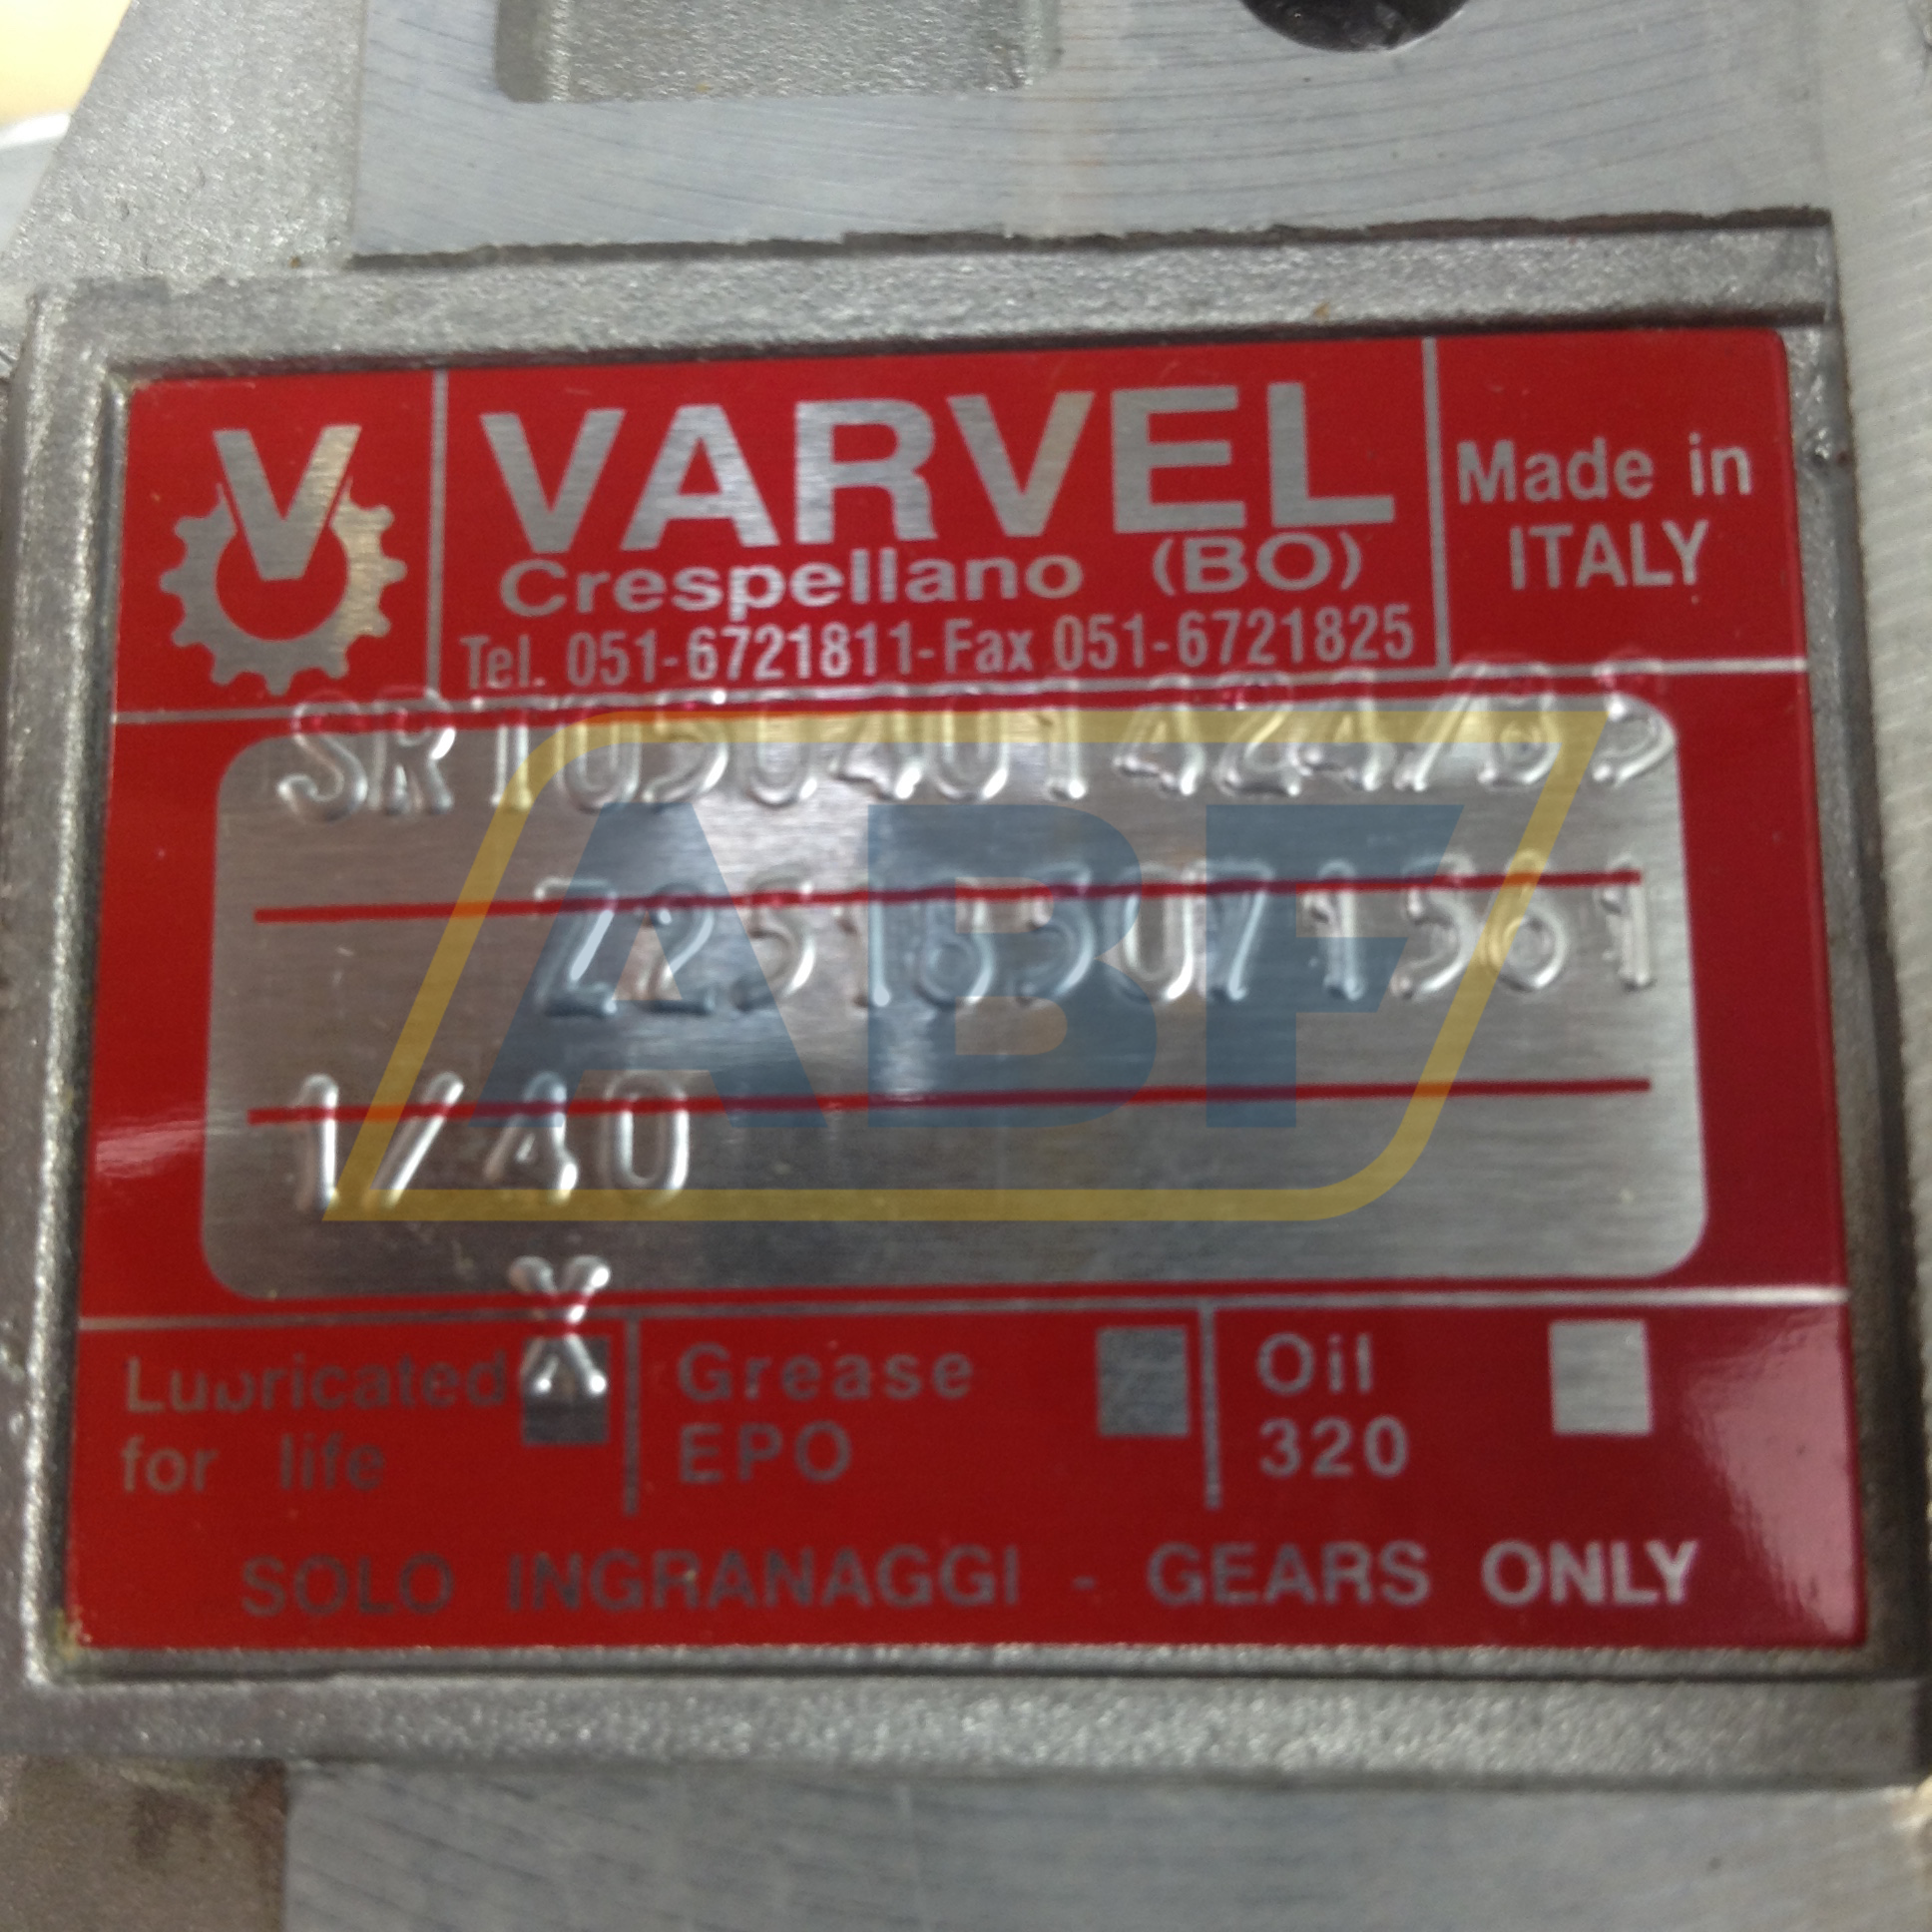 V
VARVEL
Crespellano (BO)
Tel. 051-6721811-Fax 051-6721825
Made in
ITALY
1/40
X
Lubricated
for life
Grease
EPO
Oil
320
SOLO INGRANAGGI - GEARS ONLY
ABF